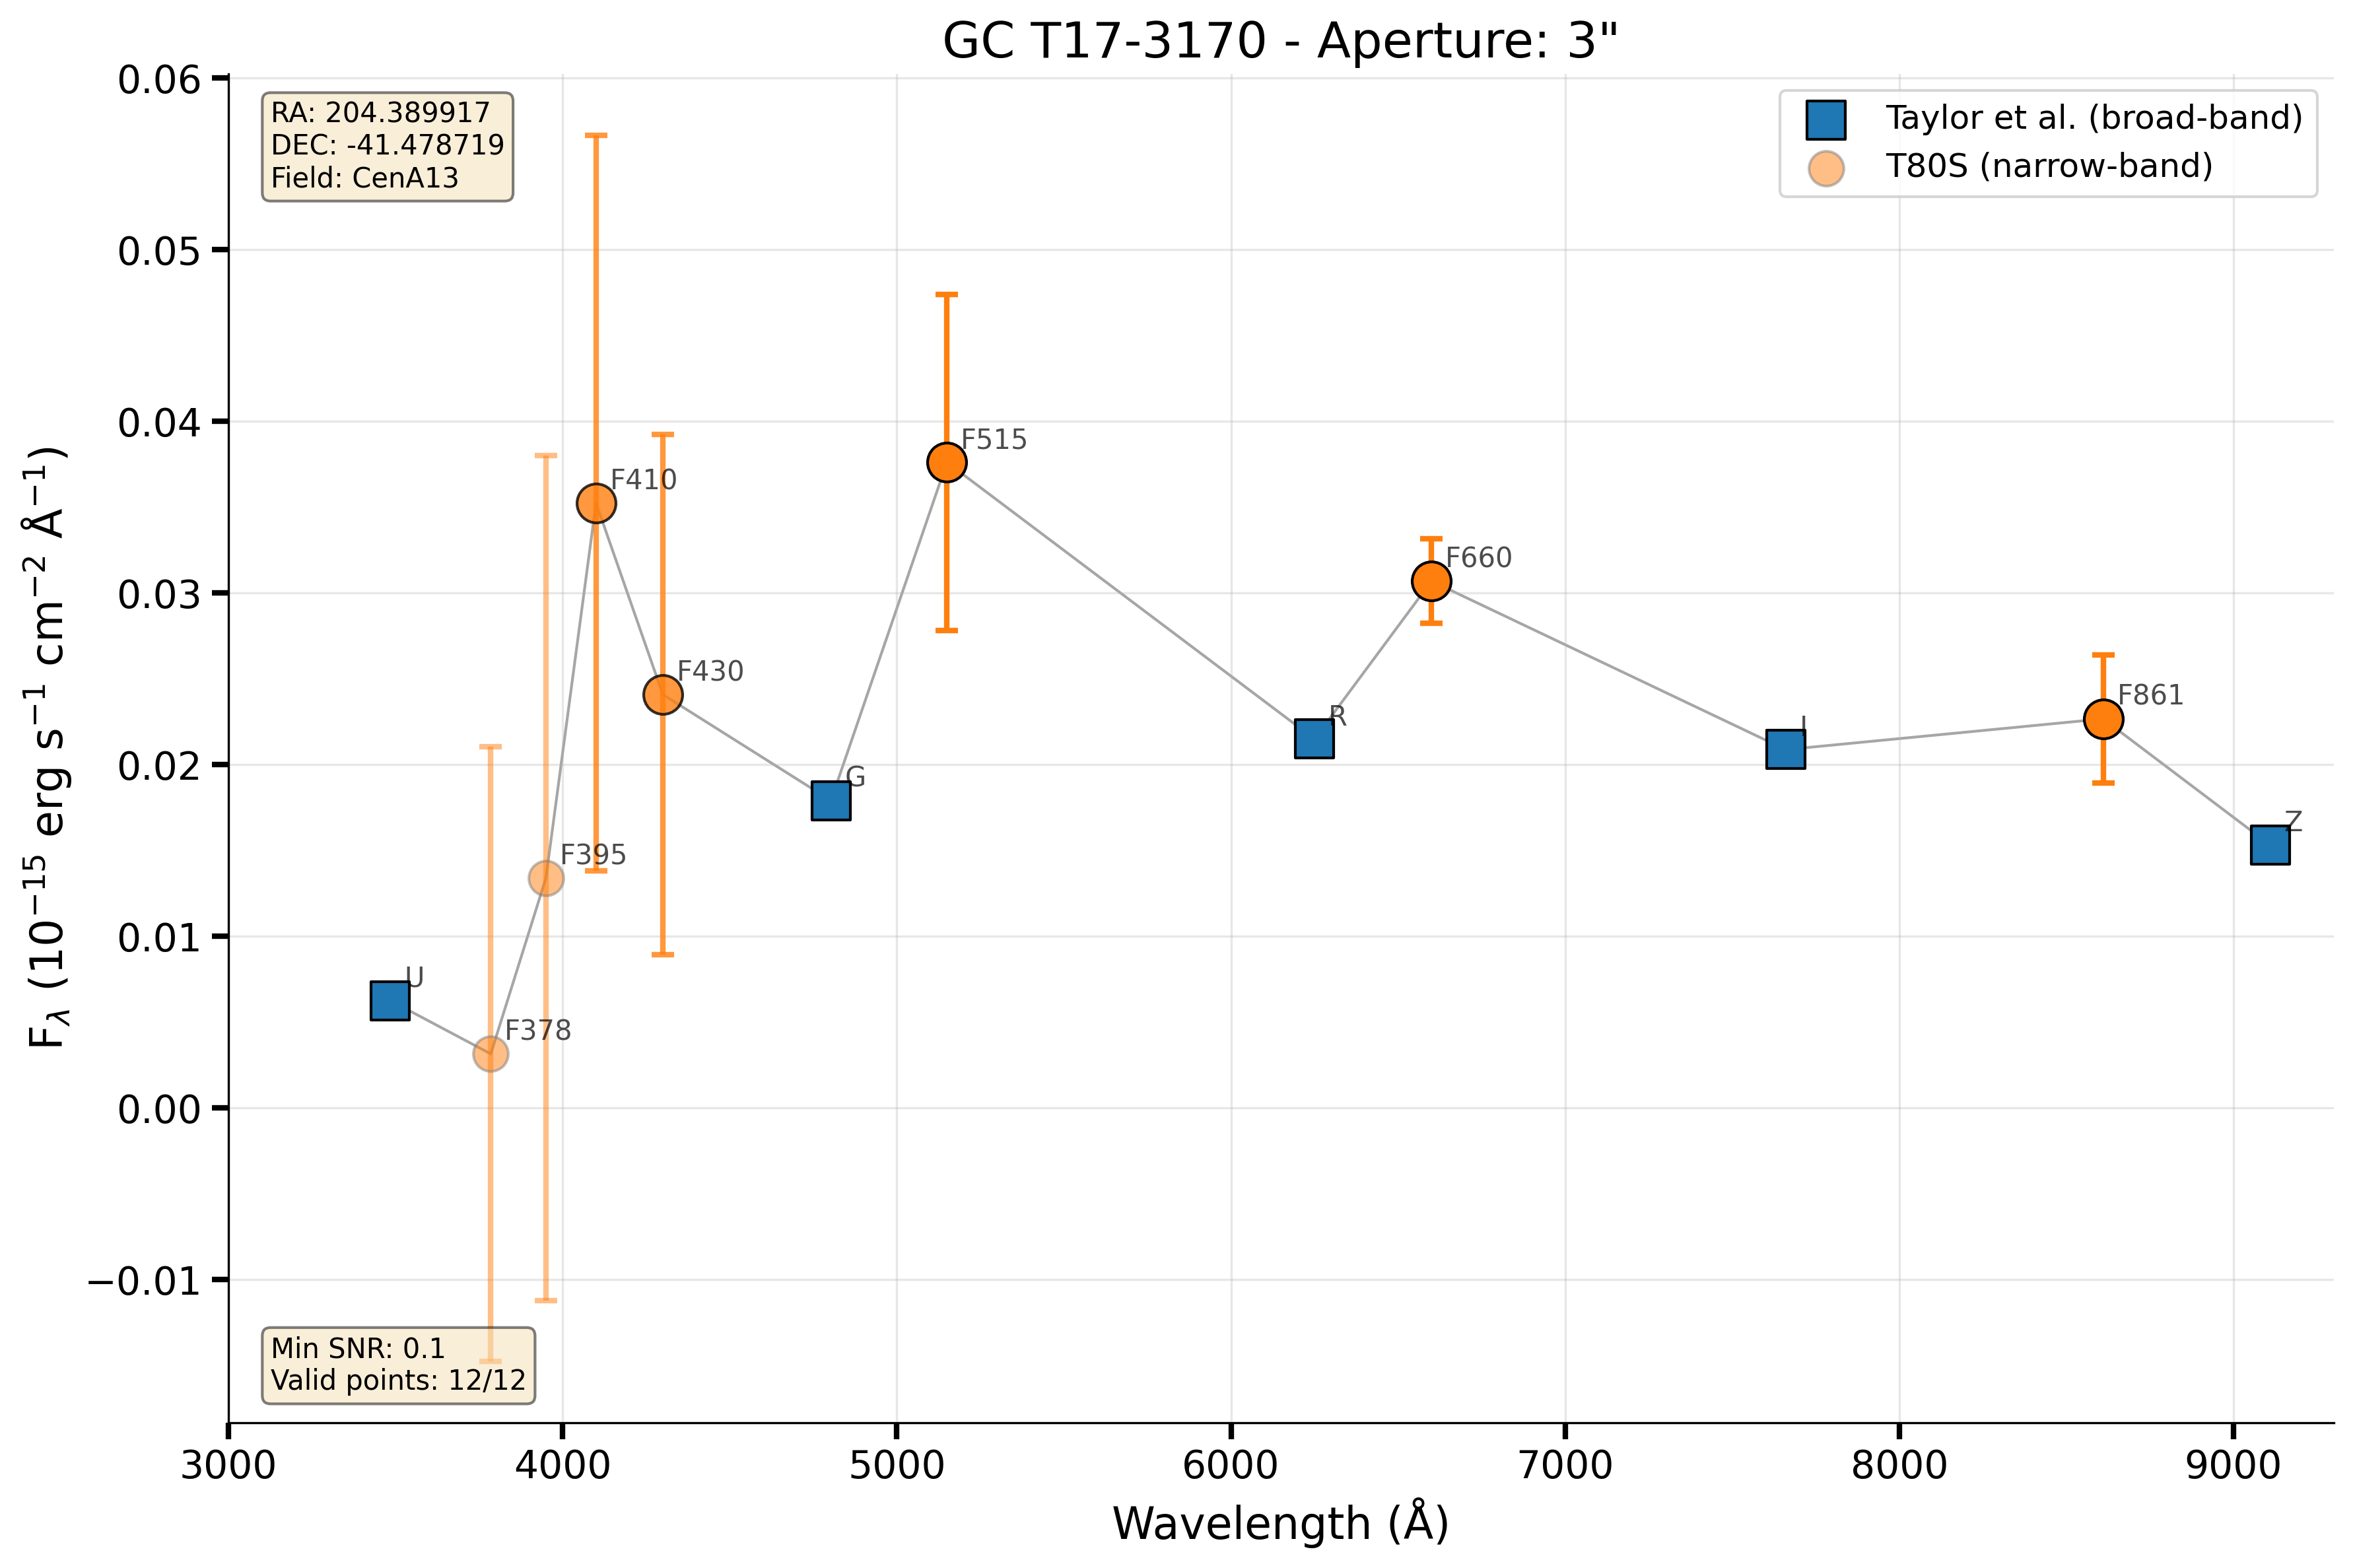 GC T17-3170 - Aperture: 3"
RA: 204.389917
DEC: -41.478719
Field: CenA13
Taylor et al. (broad-band)
T80S (narrow-band)
0.06
0.05
0.04
0.03
0.02
0.01
0.00
−0.01
F$_λ$ (10$^{−15}$ erg s$^{−1}$ cm$^{−2}$ Å$^{−1}$)
U
F378
F395
F410
F430
G
F515
R
F660
I
F861
Z
Min SNR: 0.1
Valid points: 12/12
3000 4000 5000 6000 7000 8000 9000
Wavelength (Å)